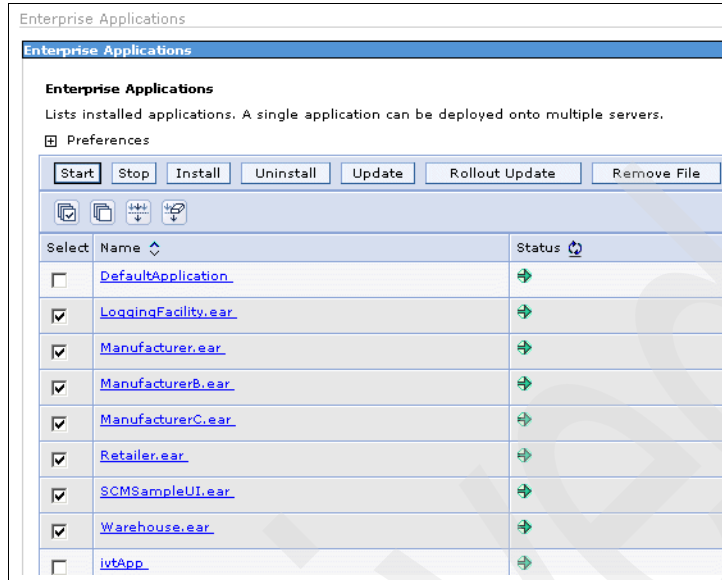 Enterprise Applications
Enterprise Applications
Enterprise Applications
Lists installed applications. A single application can be deployed onto multiple servers.
Preferences
Start Stop Install Uninstall Update Rollout Update Remove File
Select Name Status
DefaultApplication
LoggingFacility.ear
Manufacturer.ear
ManufacturerB.ear
ManufacturerC.ear
Retailer.ear
SCMSampleUI.ear
Warehouse.ear
ivtApp